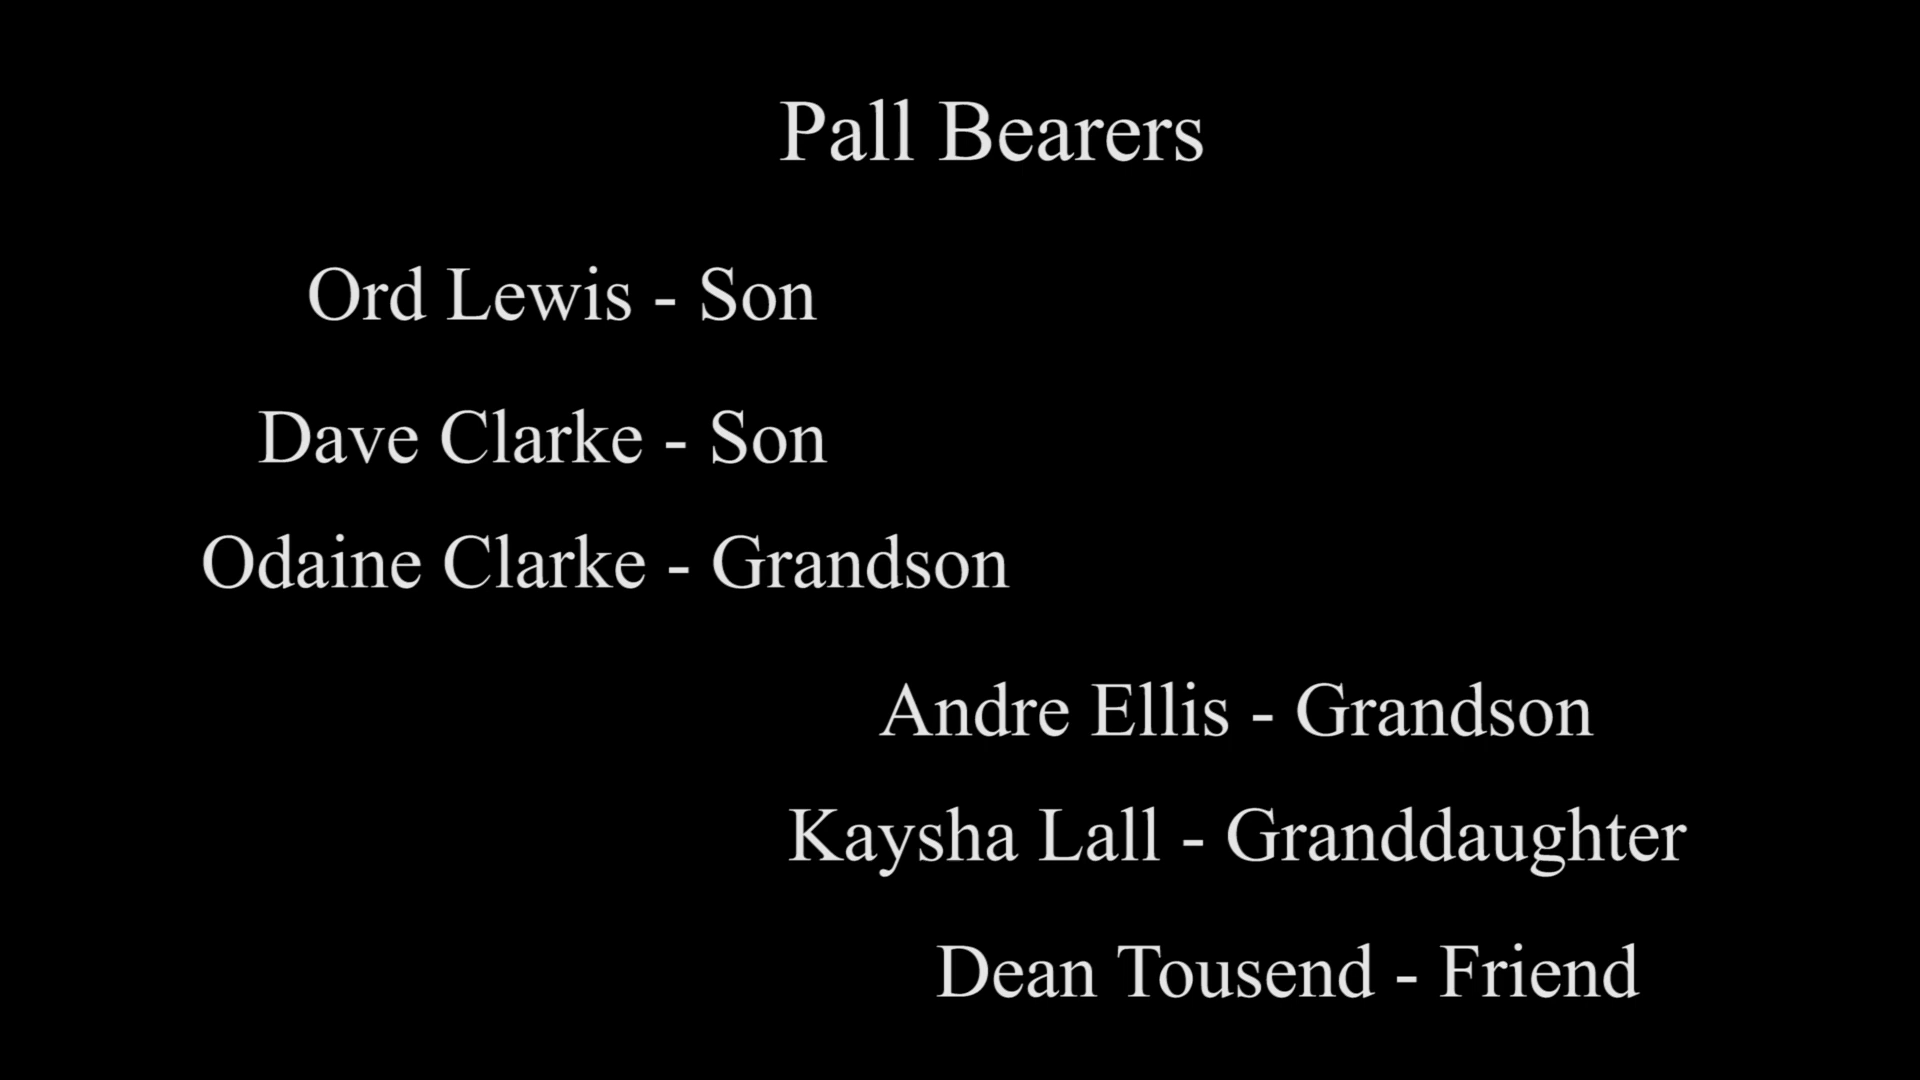 Pall Bearers
Ord Lewis - Son
Dave Clarke - Son
Odaine Clarke - Grandson
Andre Ellis - Grandson
Kaysha Lall - Granddaughter
Dean Tousend - Friend